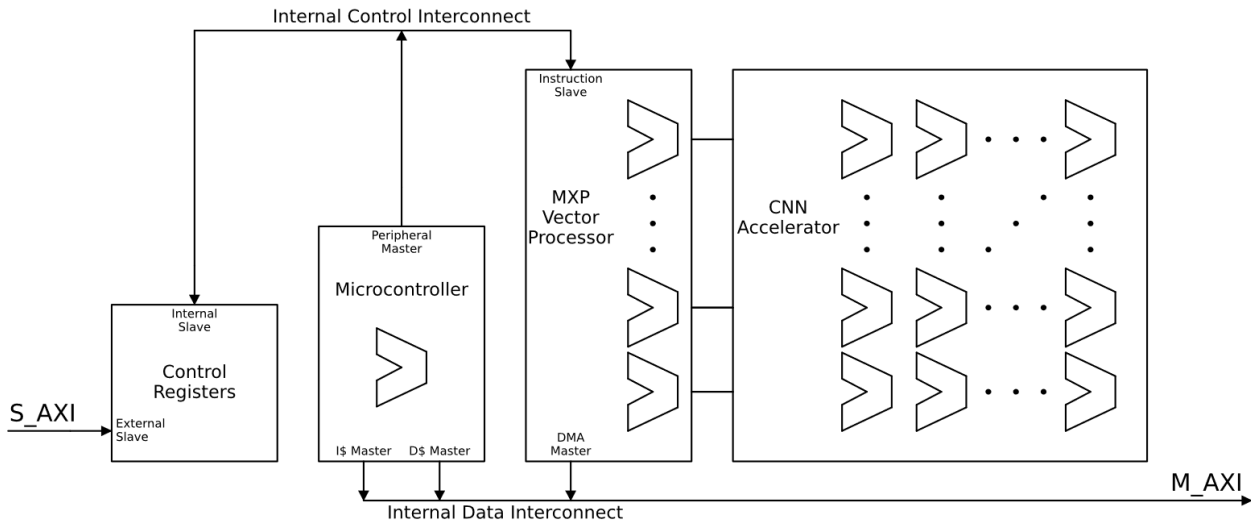 Internal Control Interconnect
Instruction
Slave
MXP
Vector
Processor
CNN
Accelerator
Peripheral
Master
Microcontroller
Internal
Slave
Control
Registers
S_AXI
External
Slave
I$ Master
D$ Master
DMA
Master
M_AXI
Internal Data Interconnect